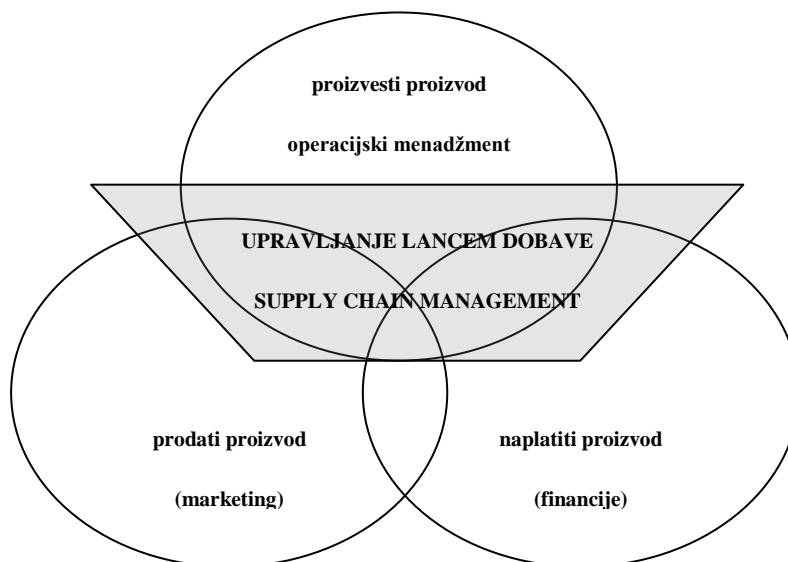 proizvesti proizvod
operacijski menadžment
UPRAVLJANJE LANCEM DOBAVE
SUPPLY CHAIN MANAGEMENT
prodati proizvod
(marketing)
naplatiti proizvod
(financije)